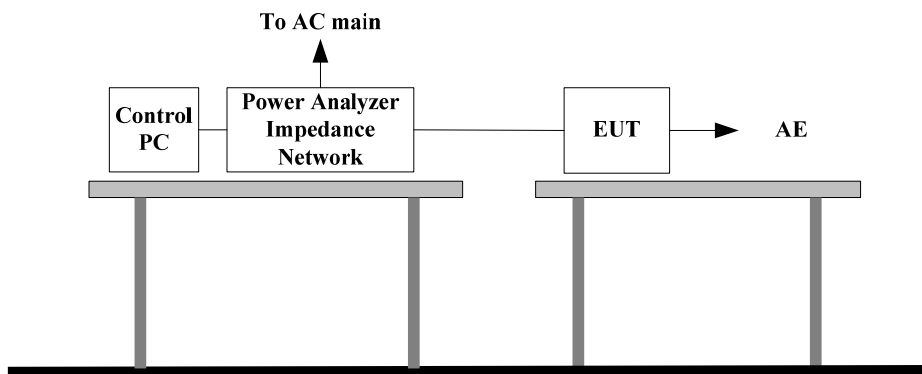 To AC main
Control
PC
Power Analyzer
Impedance
Network
EUT
AE